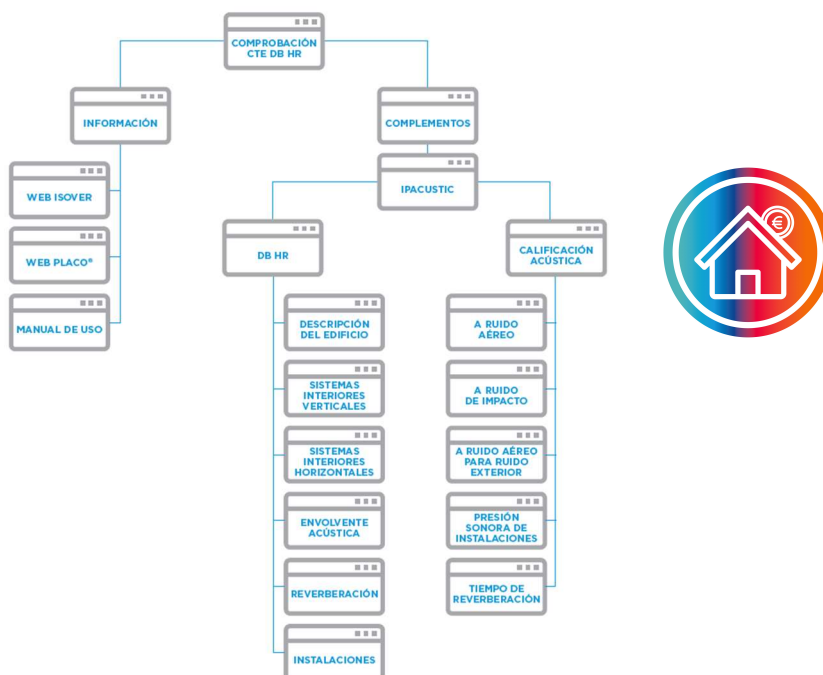 COMPROBACIÓN
CTE DB HR
INFORMACIÓN
COMPLEMENTOS
WEB ISOVER
WEB PLACO®
MANUAL DE USO
IPACUSTIC
DB HR
CALIFICACIÓN
ACÚSTICA
DESCRIPCIÓN
DEL EDIFICIO
SISTEMAS
INTERIORES
VERTICALES
SISTEMAS
INTERIORES
HORIZONTALES
ENVOLVENTE
ACÚSTICA
REVERBERACIÓN
INSTALACIONES
A RUIDO
AÉREO
A RUIDO
DE IMPACTO
A RUIDO AÉREO
PARA RUIDO
EXTERIOR
PRESIÓN
SONORA DE
INSTALACIONES
TIEMPO DE
REVERBERACIÓN
€